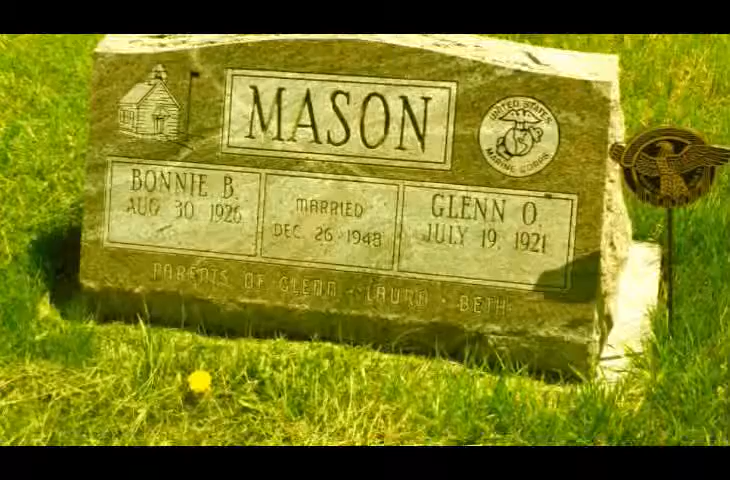 MASON
UNITED STATES
MARINE CORPS
BONNIE B.
AUG 30 1926
MARRIED
DEC. 26 1948
GLENN O.
JULY 19, 1921
PARENTS OF GLENN · LAURA · BETH